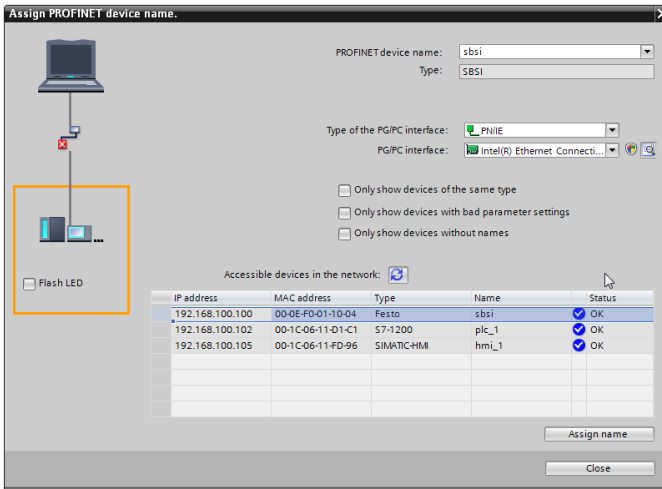 Assign PROFINET device name.
PROFINET device name: sbsi
Type: SBSI
Type of the PG/PC interface: PN/IE
PG/PC interface: Intel(R) Ethernet Connecti...
Only show devices of the same type
Only show devices with bad parameter settings
Only show devices without names
...
Flash LED
Accessible devices in the network:
IP address MAC address Type Name Status
192.168.100.100 00-0E-F0-01-10-04 Festo sbsi OK
192.168.100.102 00-1C-06-11-D1-C1 S7-1200 plc_1 OK
192.168.100.105 00-1C-06-11-FD-96 SIMATIC-HMI hmi_1 OK
Assign name
Close